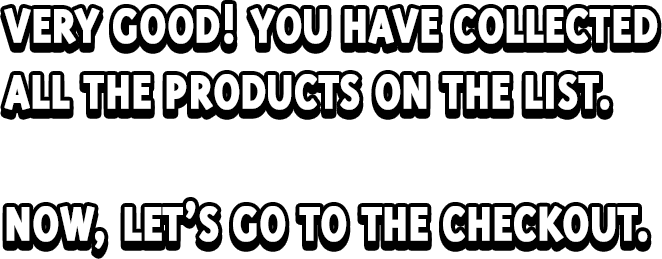 VERY GOOD! YOU HAVE COLLECTED
ALL THE PRODUCTS ON THE LIST.
NOW, LET'S GO TO THE CHECKOUT.